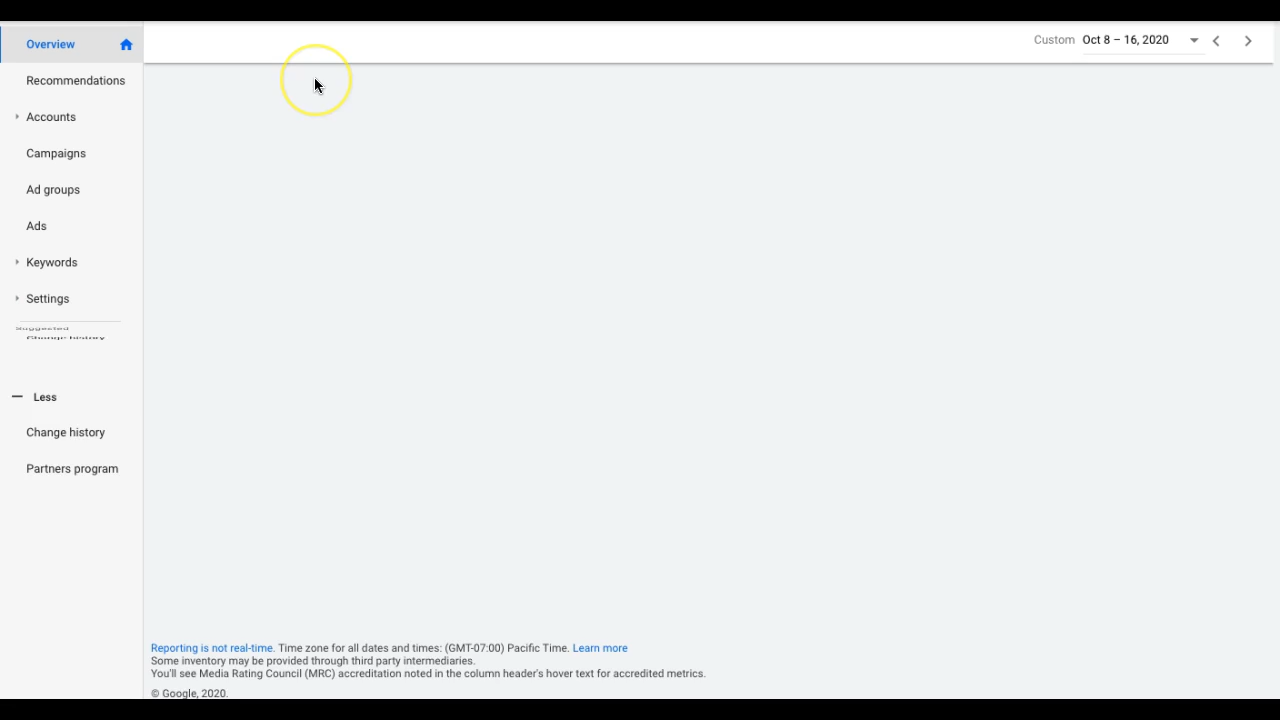 Overview
Custom Oct 8 – 16, 2020
Recommendations
Accounts
Campaigns
Ad groups
Ads
Keywords
Settings
Suggested
Change history
Less
Change history
Partners program
Reporting is not real-time. Time zone for all dates and times: (GMT-07:00) Pacific Time. Learn more
Some inventory may be provided through third party intermediaries.
You'll see Media Rating Council (MRC) accreditation noted in the column header's hover text for accredited metrics.
© Google, 2020.